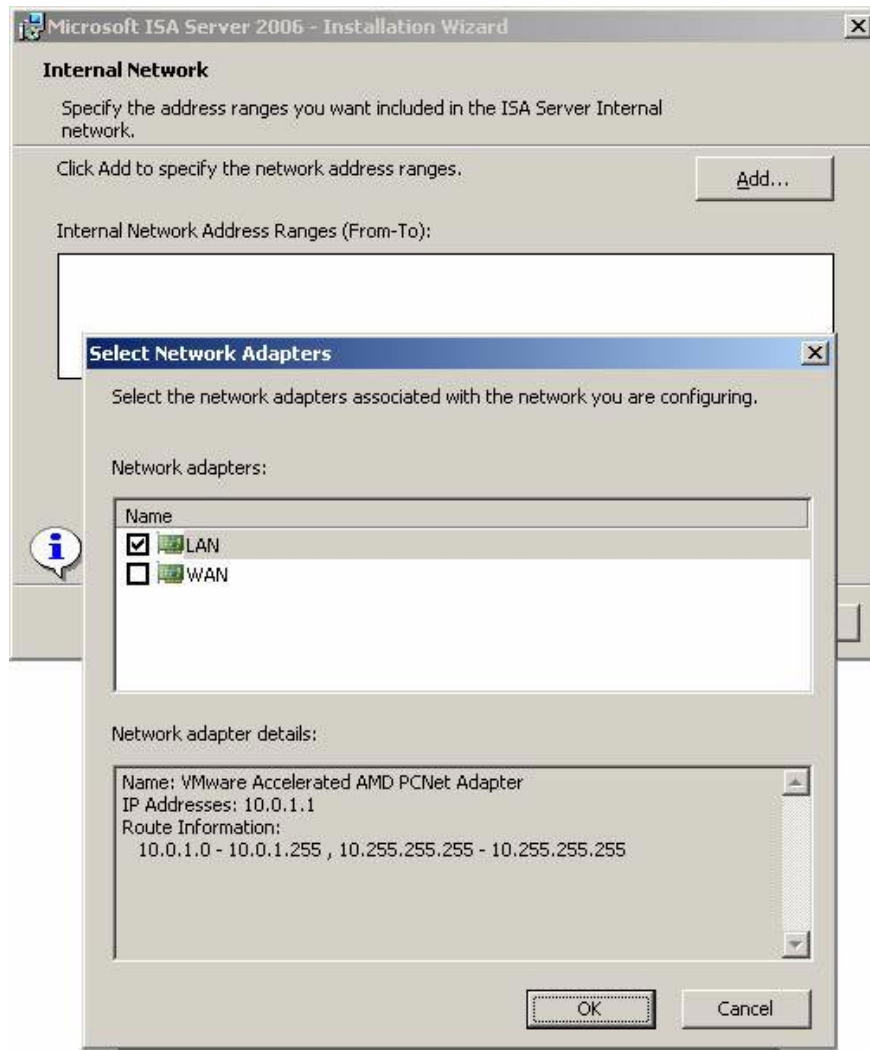 Microsoft ISA Server 2006 - Installation Wizard
Internal Network
Specify the address ranges you want included in the ISA Server Internal
network.
Click Add to specify the network address ranges.
Add...
Internal Network Address Ranges (From-To):
Select Network Adapters
Select the network adapters associated with the network you are configuring.
Network adapters:
Name
LAN
WAN
Network adapter details:
Name: VMware Accelerated AMD PCNet Adapter
IP Addresses: 10.0.1.1
Route Information:
10.0.1.0 - 10.0.1.255 , 10.255.255.255 - 10.255.255.255
OK
Cancel